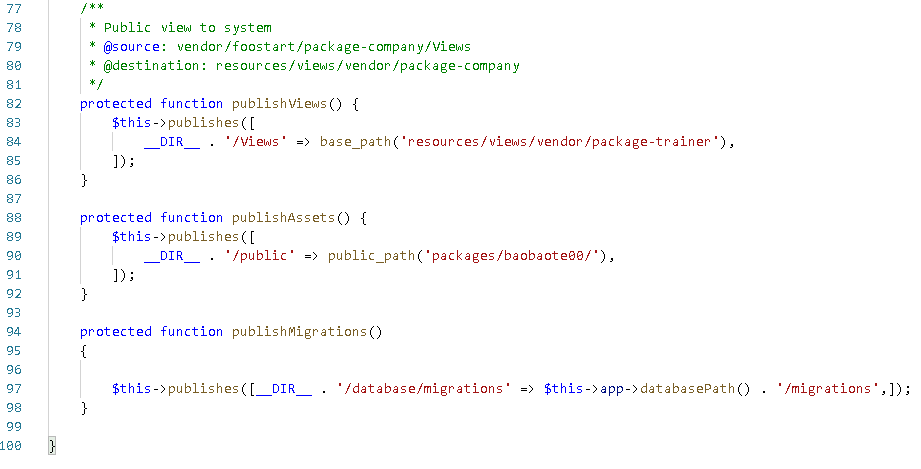 77 /**
78 * Public view to system
79 * @source: vendor/foostart/package-company/Views
80 * @destination: resources/views/vendor/package-company
81 */
82 protected function publishViews() {
83 $this->publishes([
84 __DIR__ . '/Views' => base_path('resources/views/vendor/package-trainer'),
85 ]);
86 }
87
88 protected function publishAssets() {
89 $this->publishes([
90 __DIR__ . '/public' => public_path('packages/baobaote00/'),
91 ]);
92 }
93
94 protected function publishMigrations()
95 {
96
97 $this->publishes([__DIR__ . '/database/migrations' => $this->app->databasePath() . '/migrations',]);
98 }
99
100 }